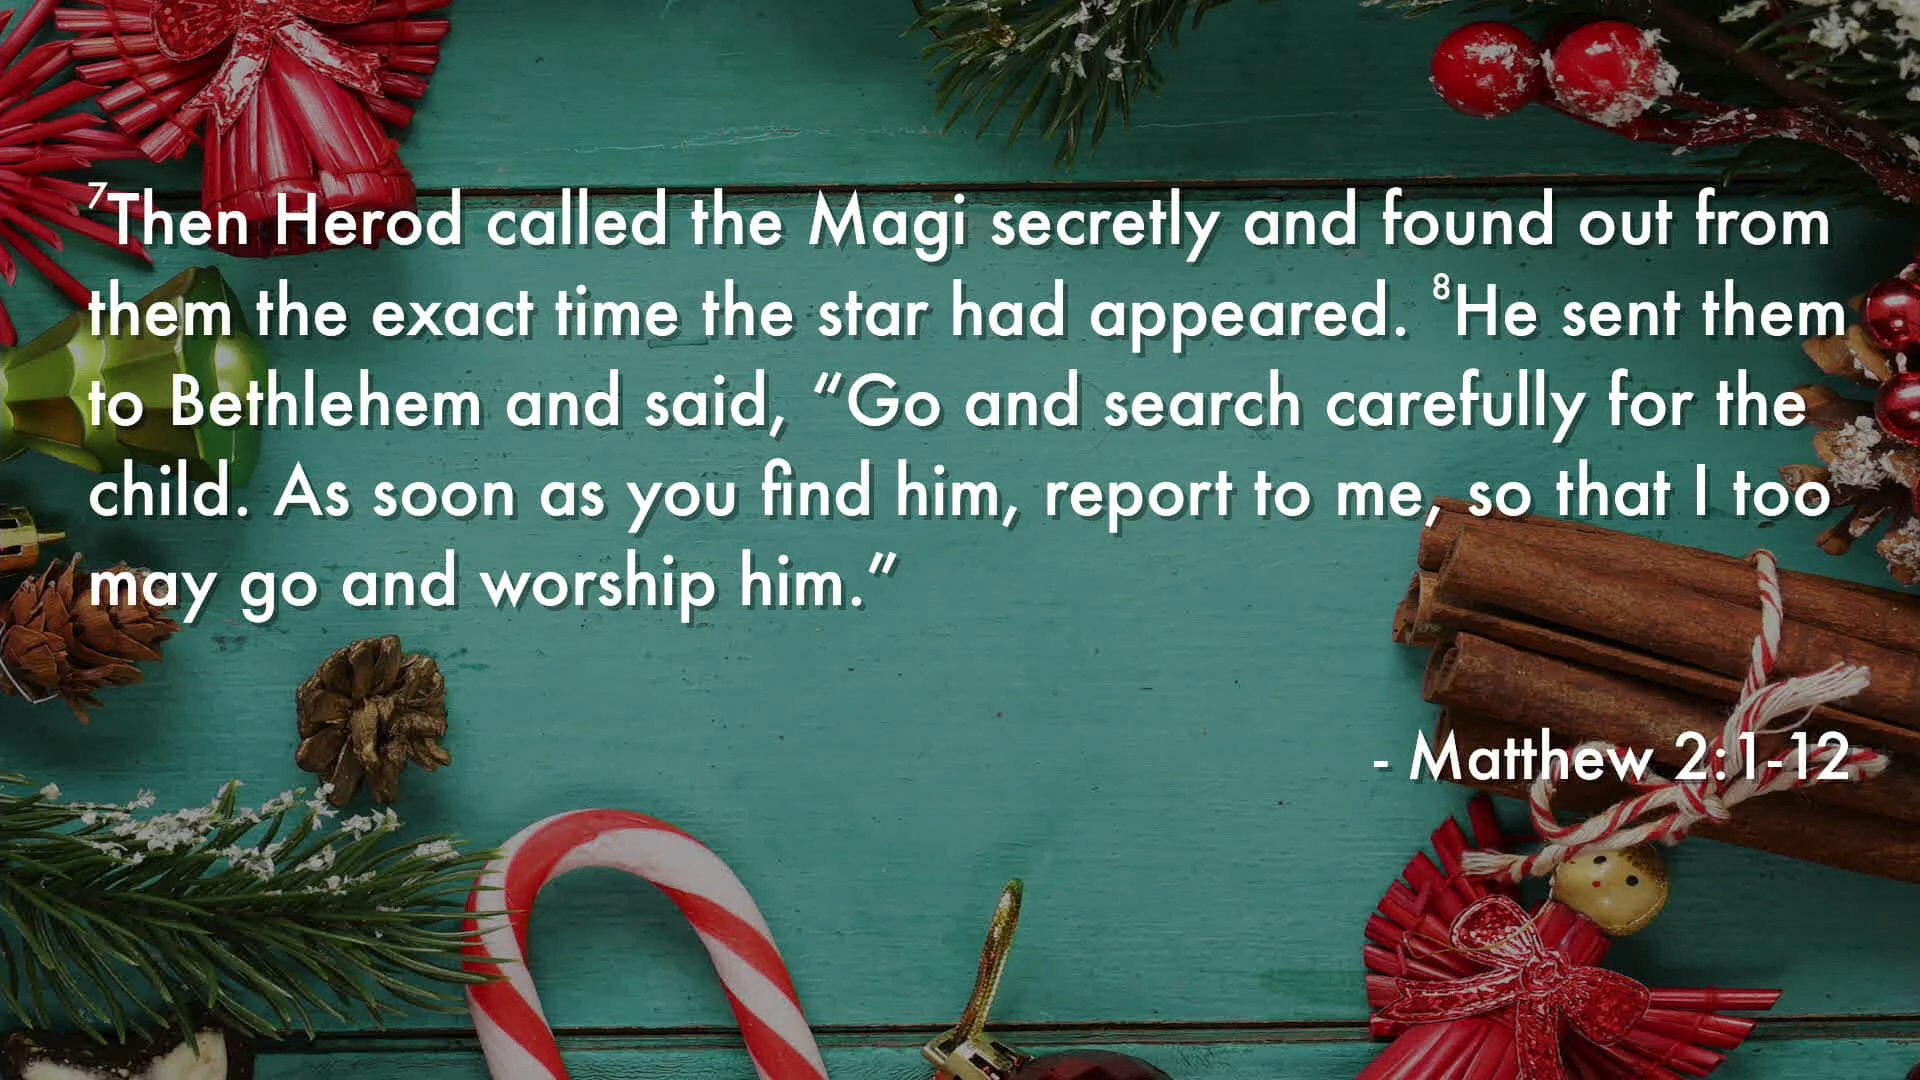 ⁷Then Herod called the Magi secretly and found out from
them the exact time the star had appeared. ⁸He sent them
to Bethlehem and said, “Go and search carefully for the
child. As soon as you find him, report to me, so that I too
may go and worship him.”
- Matthew 2:1-12